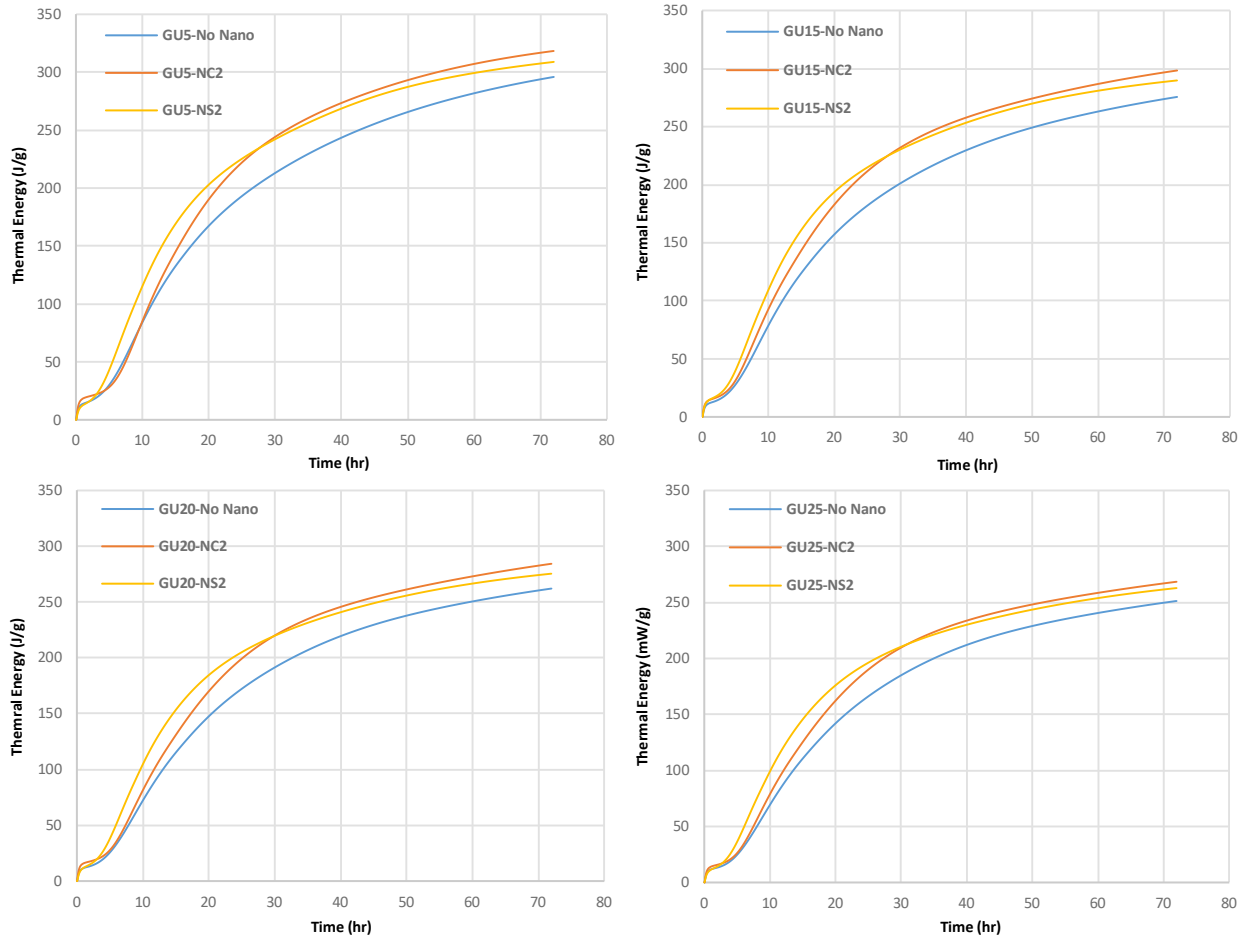 350
300
250
200
150
100
50
0
Thermal Energy (J/g)
GU5-No Nano
GU5-NC2
GU5-NS2
0 10 20 30 40 50 60 70 80
Time (hr)
350
300
250
200
150
100
50
0
Thermal Energy (J/g)
GU15-No Nano
GU15-NC2
GU15-NS2
0 10 20 30 40 50 60 70 80
Time (hr)
350
300
250
200
150
100
50
0
Themral Energy (J/g)
GU20-No Nano
GU20-NC2
GU20-NS2
0 10 20 30 40 50 60 70 80
Time (hr)
350
300
250
200
150
100
50
0
Thermal Energy (mW/g)
GU25-No Nano
GU25-NC2
GU25-NS2
0 10 20 30 40 50 60 70 80
Time (hr)